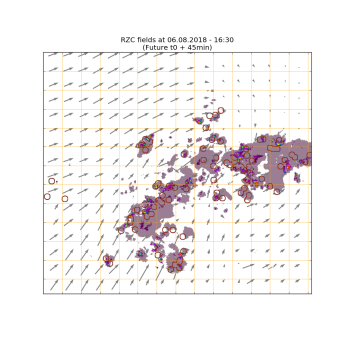 RZC fields at 06.08.2018 - 16:30
(Future t0 + 45min)